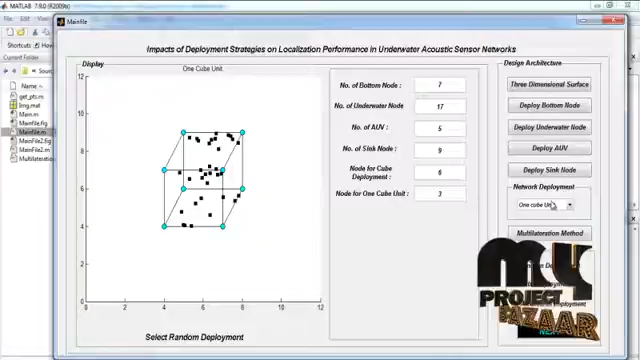 MATLAB 7.9.0 (R2009b)
Mainfile
File Edit
Shortcuts
Current Folder
Name
get_pts.m
Img.mat
Main.m
MainFile.fig
MainFile.m
MainFile2.fig
MainFile2.m
Multilateration
Impacts of Deployment Strategies on Localization Performance in Underwater Acoustic Sensor Networks
Display
One Cube Unit
12
10
8
6
4
2
0
0 2 4 6 8 10 12
Select Random Deployment
No. of Bottom Node : 7
No. of Underwater Node : 17
No. of AUV : 5
No. of Sink Node : 9
Node for Cube Deployment : 6
Node for One Cube Unit : 3
Design Architecture
Three Dimensional Surface
Deploy Bottom Node
Deploy Underwater Node
Deploy AUV
Deploy Sink Node
Network Deployment
One cube Unit
Multilateration Method
PROJECT
BAZAAR